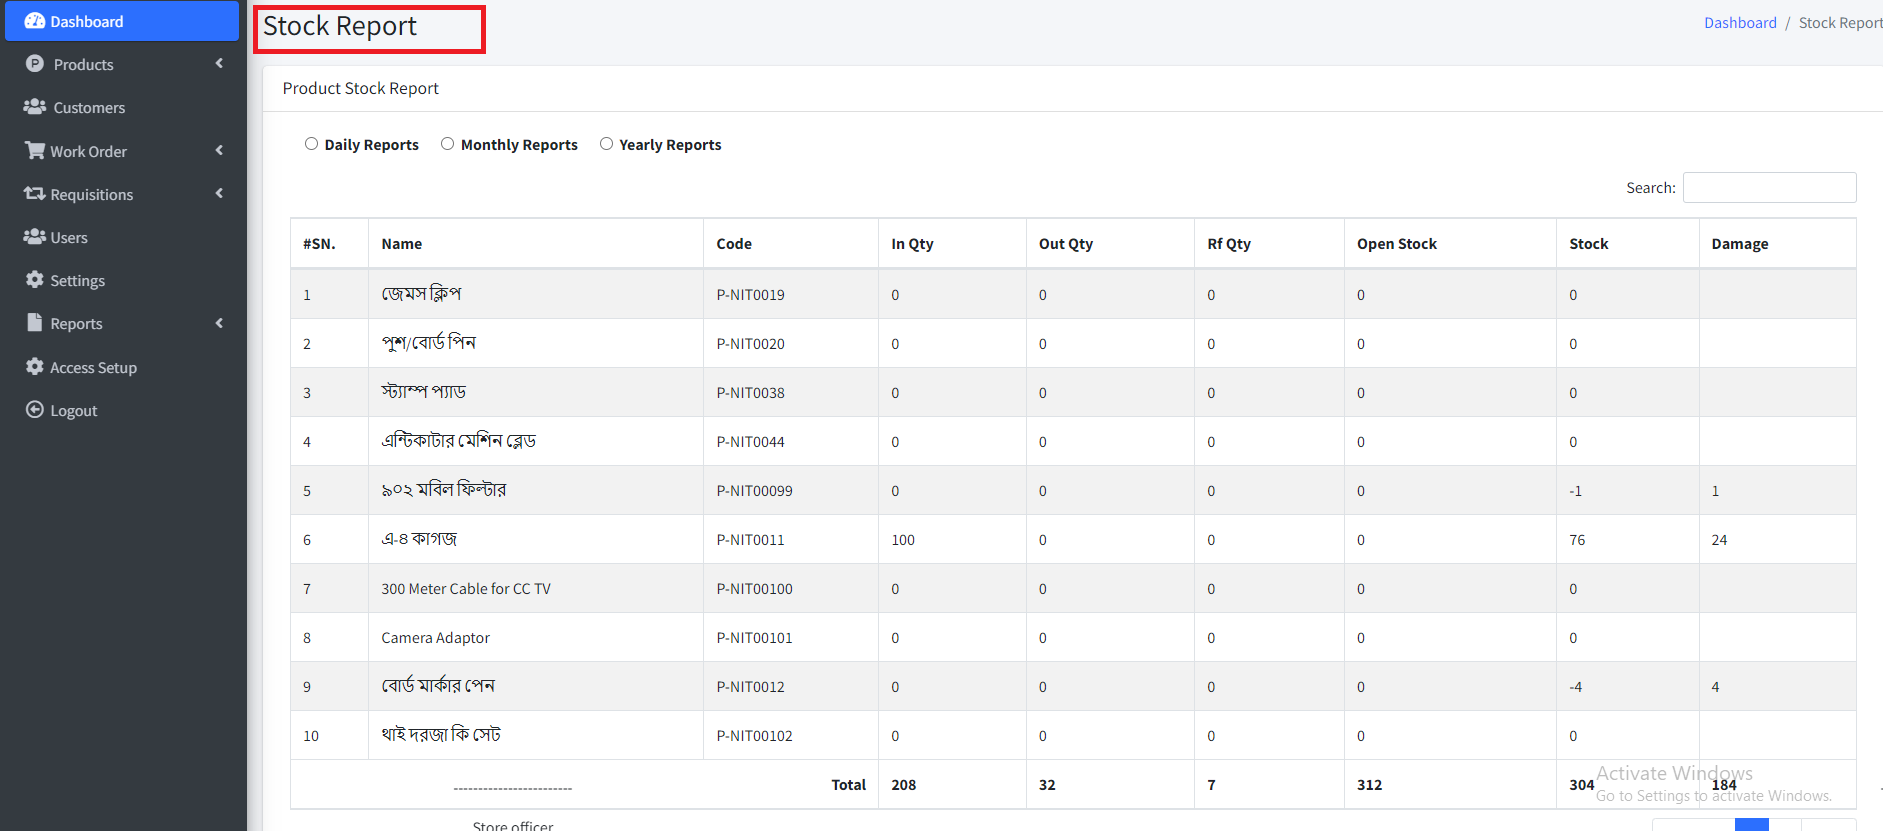 Dashboard
Products
Customers
Work Order
Requisitions
Users
Settings
Reports
Access Setup
Logout
Stock Report
Dashboard / Stock Report
Product Stock Report
Daily Reports Monthly Reports Yearly Reports
Search:
#SN. Name Code In Qty Out Qty Rf Qty Open Stock Stock Damage
1 জেমস ক্লিপ P-NIT0019 0 0 0 0 0
2 পুশ/বোর্ড পিন P-NIT0020 0 0 0 0 0
3 স্ট্যাম্প প্যাড P-NIT0038 0 0 0 0 0
4 এন্টিকাটার মেশিন ব্লেড P-NIT0044 0 0 0 0 0
5 ৯০২ মবিল ফিল্টার P-NIT00099 0 0 0 0 -1 1
6 এ-৪ কাগজ P-NIT0011 100 0 0 0 76 24
7 300 Meter Cable for CC TV P-NIT00100 0 0 0 0 0
8 Camera Adaptor P-NIT00101 0 0 0 0 0
9 বোর্ড মার্কার পেন P-NIT0012 0 0 0 0 -4 4
10 থাই দরজা কি সেট P-NIT00102 0 0 0 0 0
------------------------ Total 208 32 7 312 304 184
Activate Windows
Go to Settings to activate Windows.
Store officer